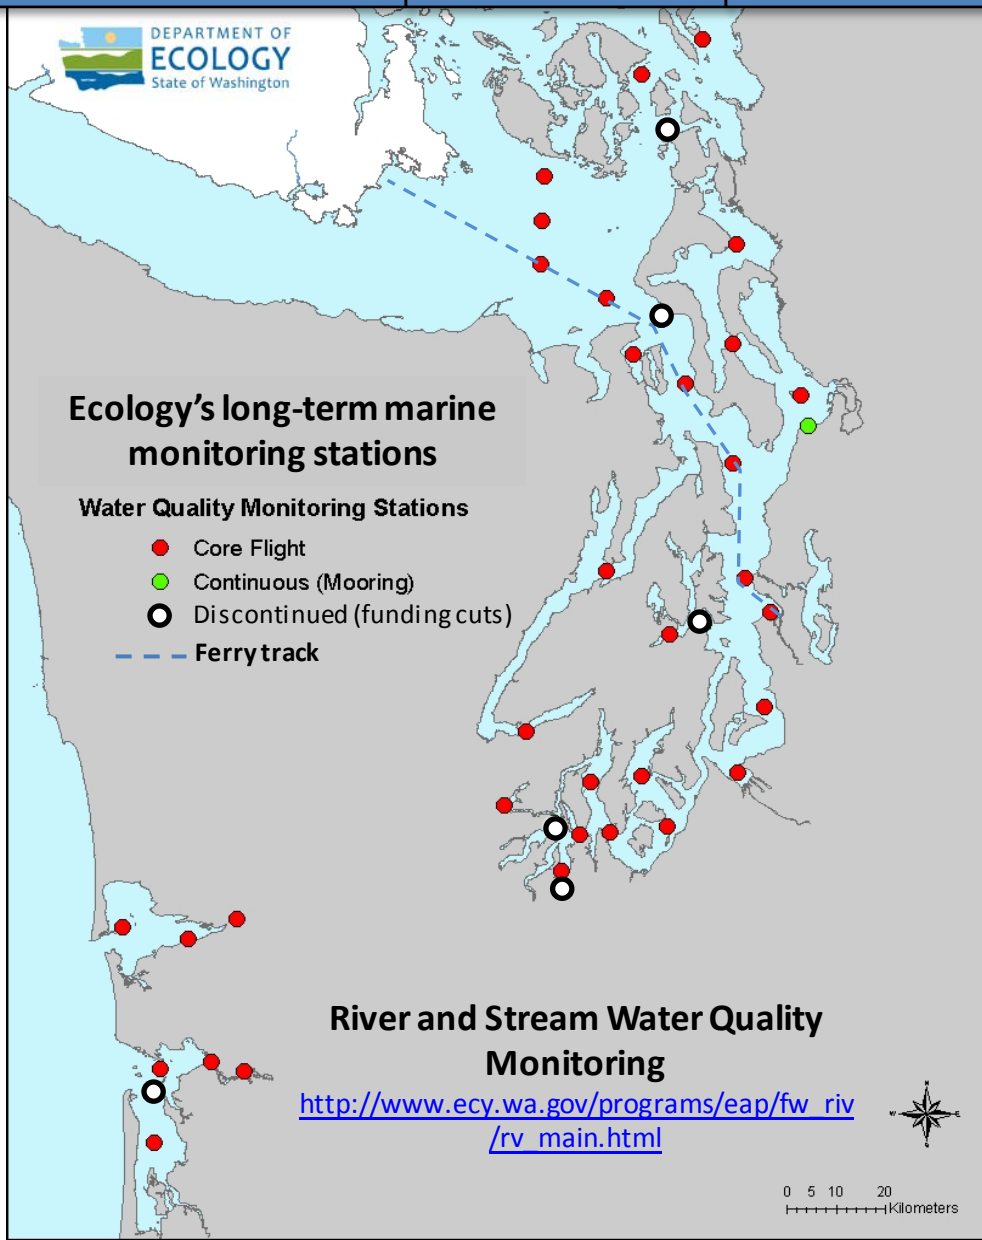 DEPARTMENT OF
ECOLOGY
State of Washington
Ecology's long-term marine
monitoring stations
Water Quality Monitoring Stations
Core Flight
Continuous (Mooring)
Discontinued (funding cuts)
Ferry track
River and Stream Water Quality
Monitoring
http://www.ecy.wa.gov/programs/eap/fw_riv
/rv_main.html
N
W E
S
0 5 10 20
Kilometers